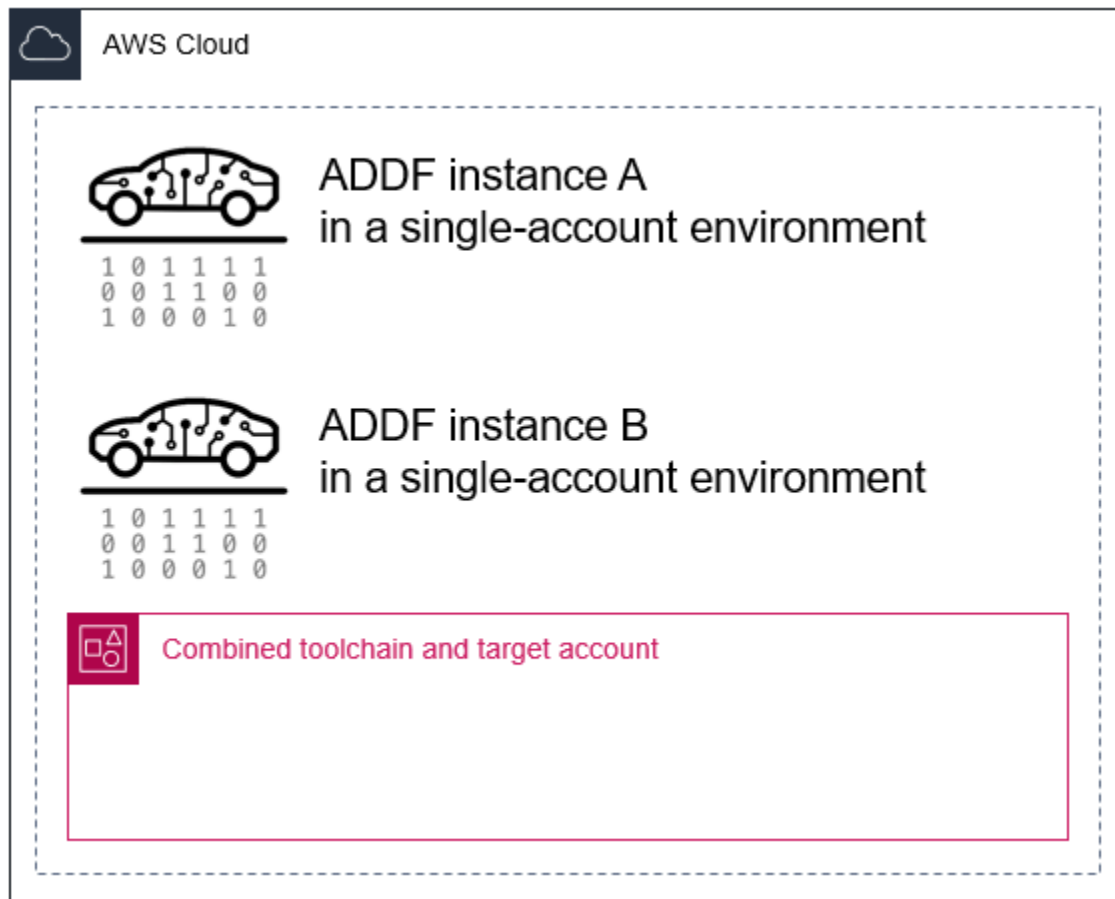 AWS Cloud
ADDF instance A
in a single-account environment
1 0 1 1 1 1
0 0 1 1 0 0
1 0 0 0 1 0
ADDF instance B
in a single-account environment
1 0 1 1 1 1
0 0 1 1 0 0
1 0 0 0 1 0
Combined toolchain and target account